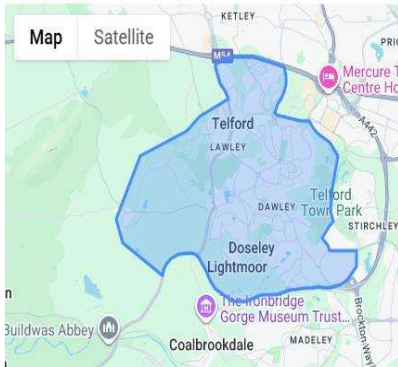 KETLEY
Map
Satellite
M54
PRIO
Mercure T
Centre Ho
A442
Telford
LAWLEY
Telford
Town Park
DAWLEY
STIRCHLEY
Doseley
Lightmoor
n
The Ironbridge
Gorge Museum Trust...
Buildwas Abbey
Brockton Way
Coalbrookdale
MADELEY